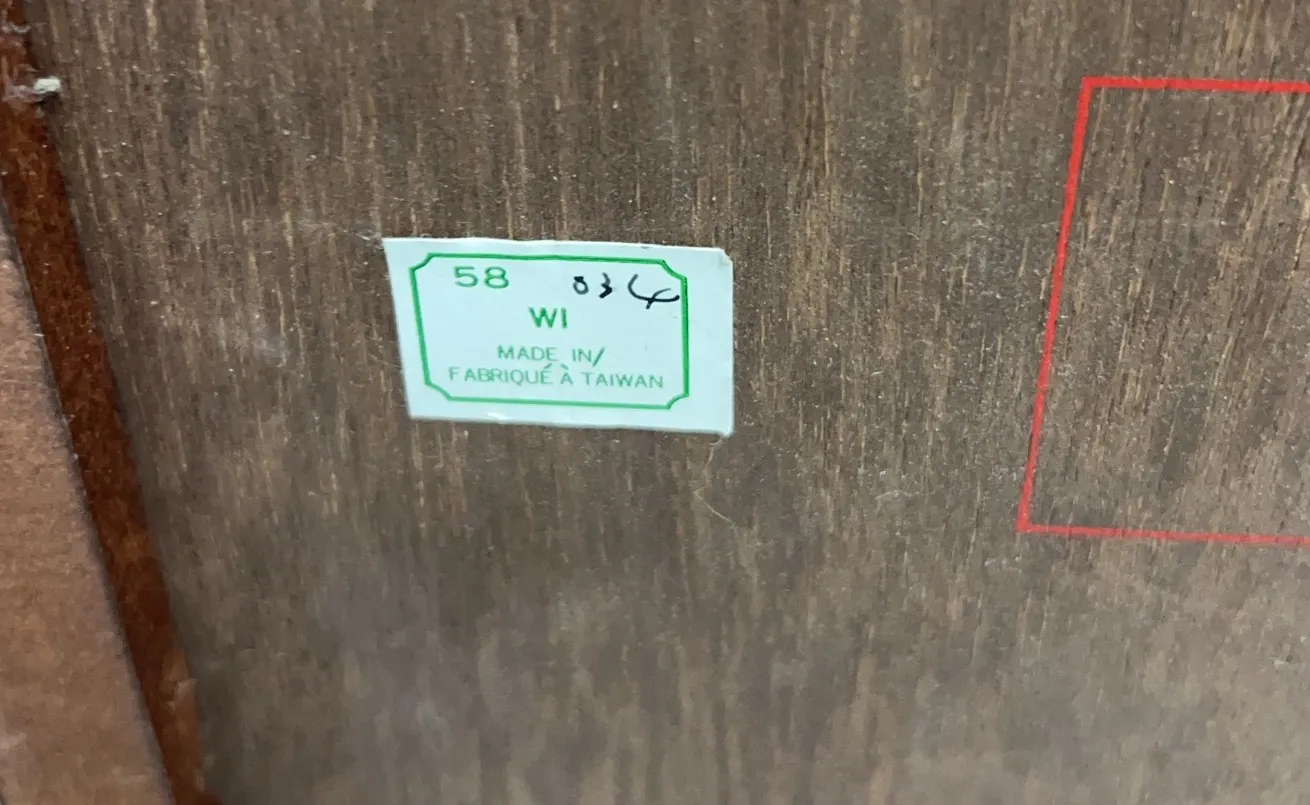 58 034
WI
MADE IN/
FABRIQUÉ À TAIWAN